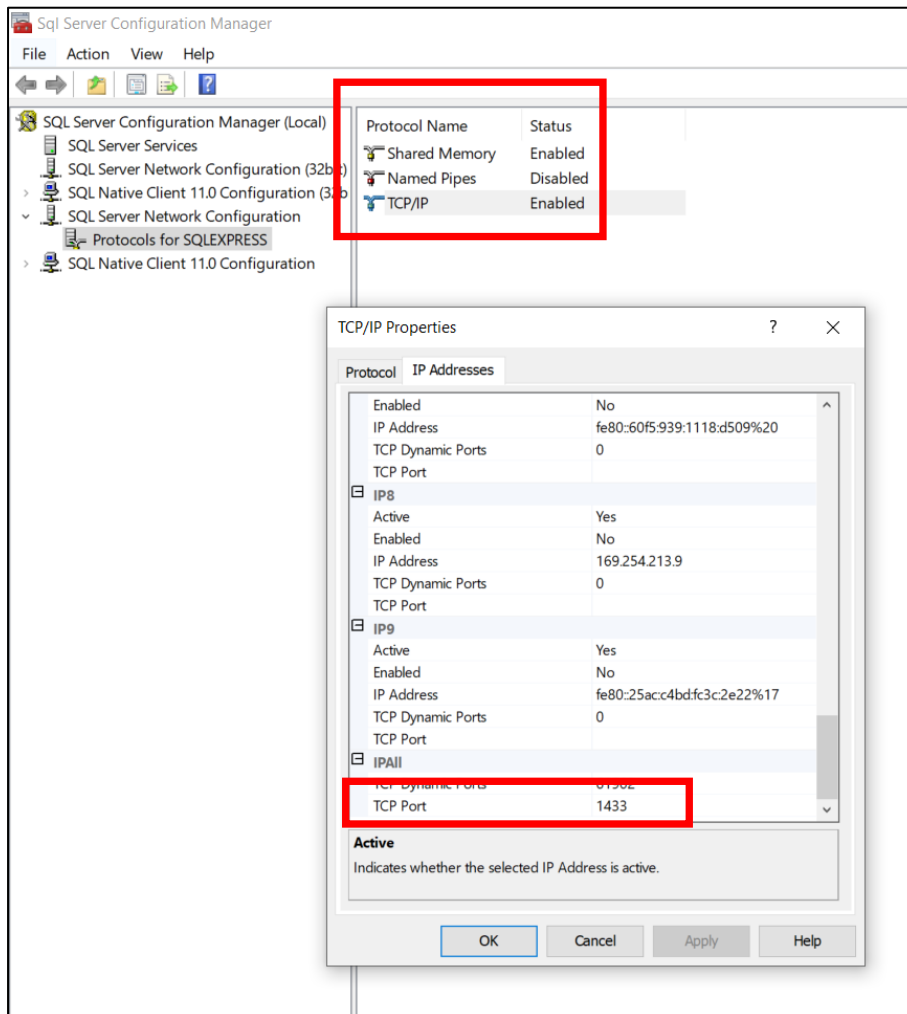 Sql Server Configuration Manager
File Action View Help
SQL Server Configuration Manager (Local)
SQL Server Services
SQL Server Network Configuration (32bit)
SQL Native Client 11.0 Configuration (32b
SQL Server Network Configuration
Protocols for SQLEXPRESS
SQL Native Client 11.0 Configuration
Protocol Name Status
Shared Memory Enabled
Named Pipes Disabled
TCP/IP Enabled
TCP/IP Properties ?
Protocol IP Addresses
Enabled No
IP Address fe80::60f5:939:1118:d509%20
TCP Dynamic Ports 0
TCP Port
IP8
Active Yes
Enabled No
IP Address 169.254.213.9
TCP Dynamic Ports 0
TCP Port
IP9
Active Yes
Enabled No
IP Address fe80::25ac:c4bd:fc3c:2e22%17
TCP Dynamic Ports 0
TCP Port
IPAll
TCP Dynamic Ports
TCP Port 1433
Active
Indicates whether the selected IP Address is active.
OK Cancel Apply Help